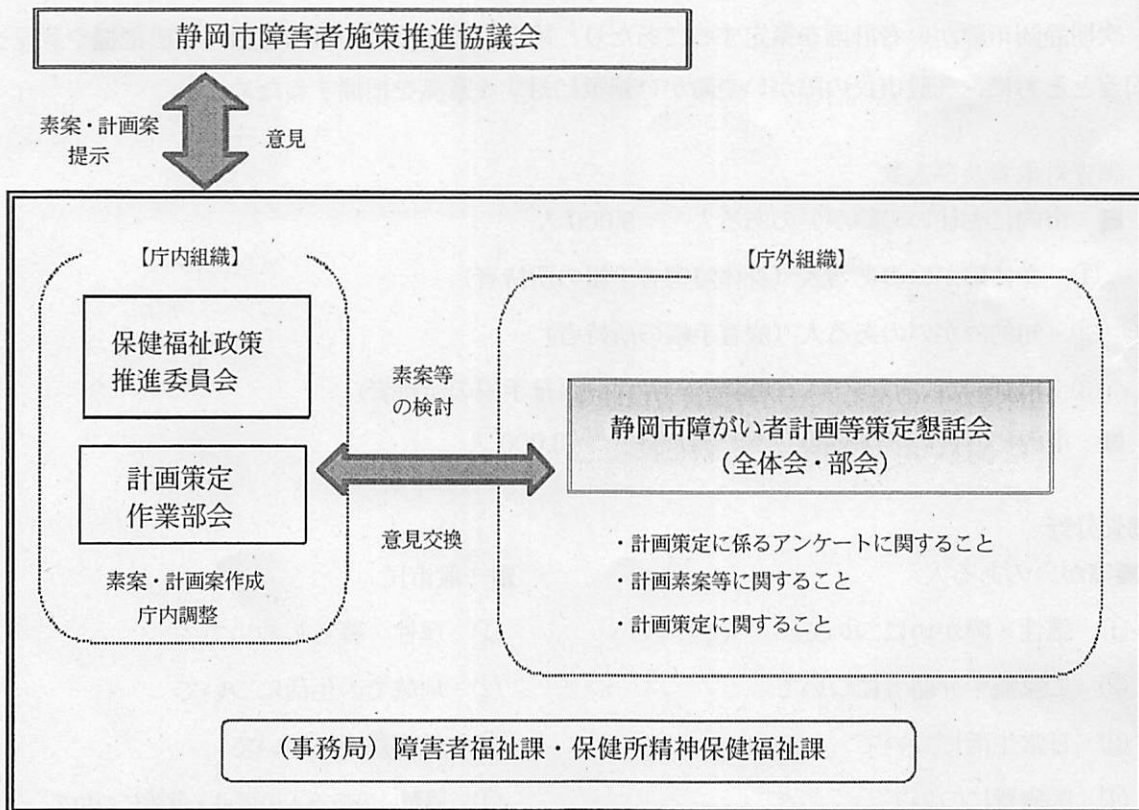 静岡市障害者施策推進協議会
素案・計画案
提示
意見
【庁内組織】
保健福祉政策
推進委員会
計画策定
作業部会
素案・計画案作成
庁内調整
素案等
の検討
意見交換
【庁外組織】
静岡市障がい者計画等策定懇話会
(全体会・部会)
・計画策定に係るアンケートに関すること
・計画素案等に関すること
・計画策定に関すること
(事務局) 障害者福祉課・保健所精神保健福祉課